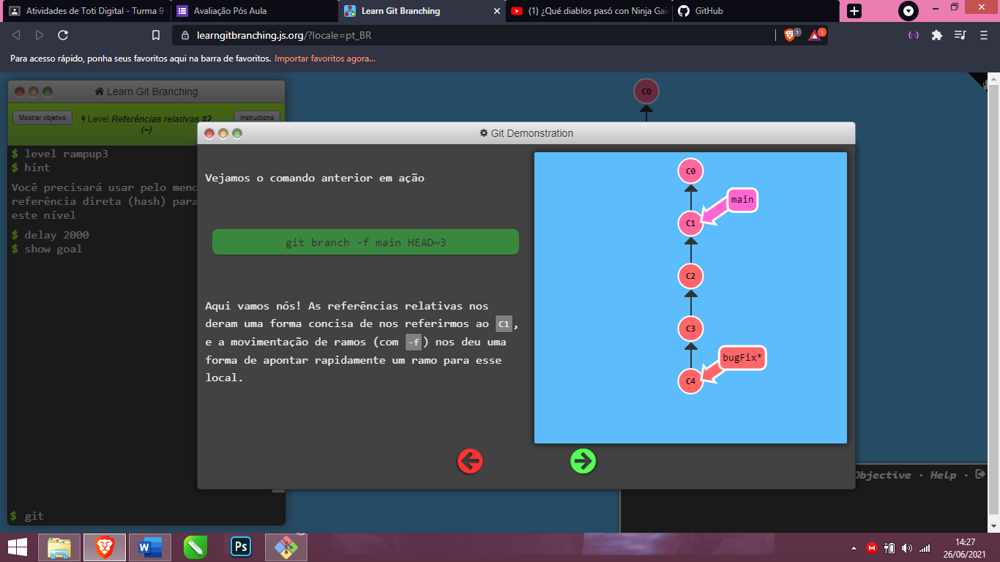 Atividades de Toti Digital - Turma 9
Avaliação Pós Aula
Learn Git Branching
(1) ¿Qué diablos pasó con Ninja Gaid
GitHub
learngitbranching.js.org/?locale=pt_BR
1
1
Para acesso rápido, ponha seus favoritos aqui na barra de favoritos. Importar favoritos agora...
Learn Git Branching
C0
Mostrar objetivo
Level Referências relativas #2
(~)
Instructions
Git Demonstration
$ level rampup3
$ hint
Você precisará usar pelo meno
referência direta (hash) para
este nível
$ delay 2000
$ show goal
Vejamos o comando anterior em ação
git branch -f main HEAD~3
Aqui vamos nós! As referências relativas nos
deram uma forma concisa de nos referirmos ao C1,
e a movimentação de ramos (com -f) nos deu uma
forma de apontar rapidamente um ramo para esse
local.
C0
main
C1
C2
C3
bugFix*
C4
Objective · Help ·
$ git
W
Ps
M
14:27
26/06/2021